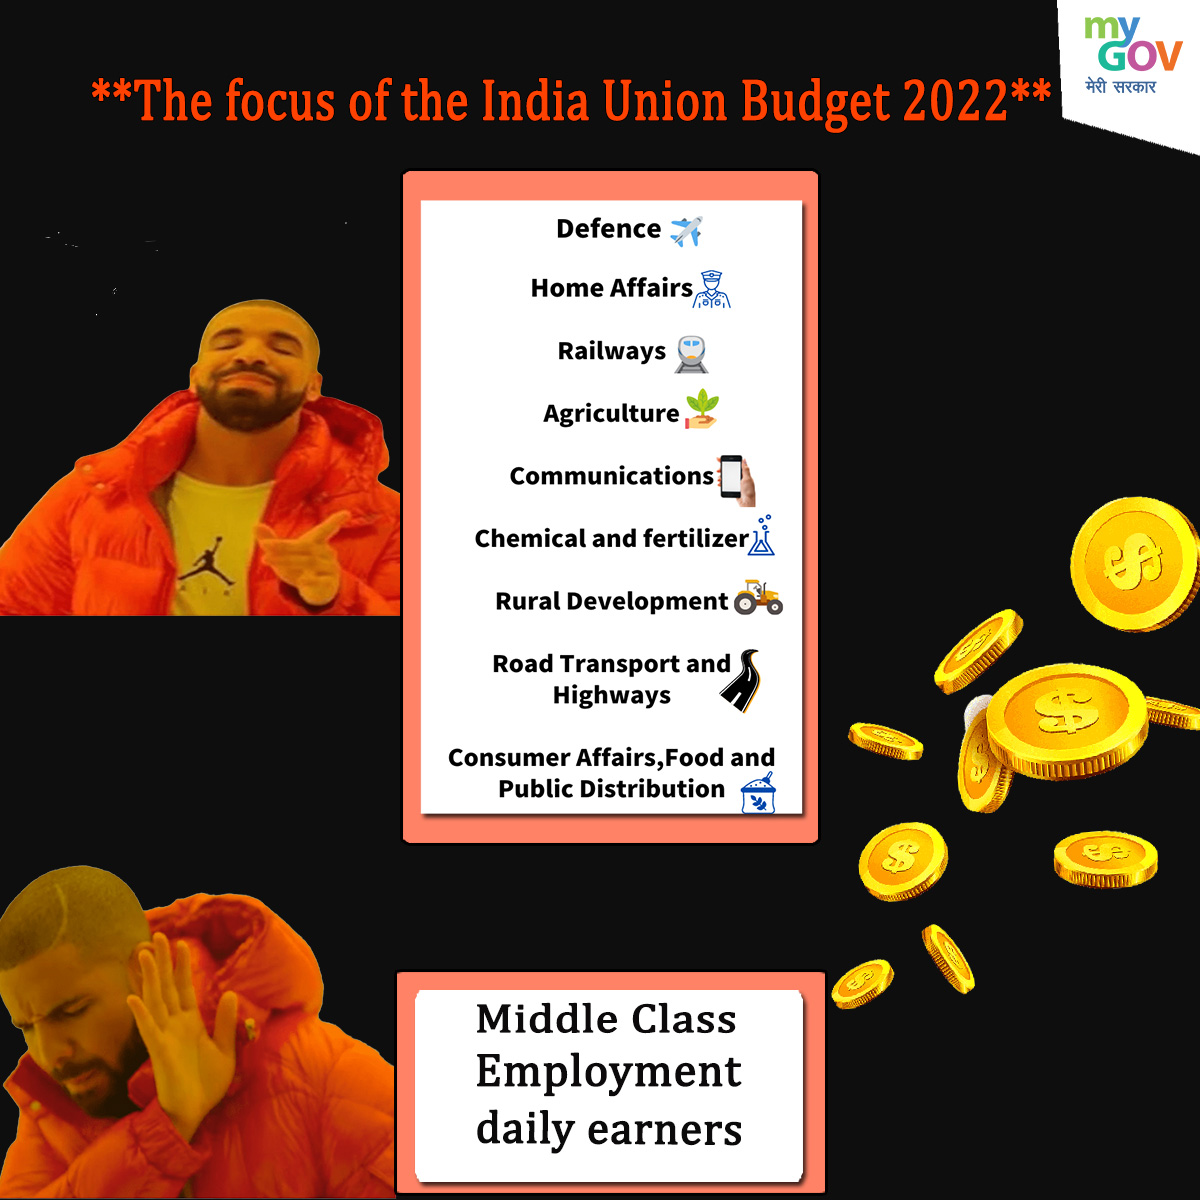 my
GOV
मेरी सरकार
**The focus of the India Union Budget 2022**
Defence
Home Affairs
Railways
Agriculture
Communications
Chemical and fertilizer
Rural Development
Road Transport and
Highways
Consumer Affairs,Food and
Public Distribution
Middle Class
Employment
daily earners